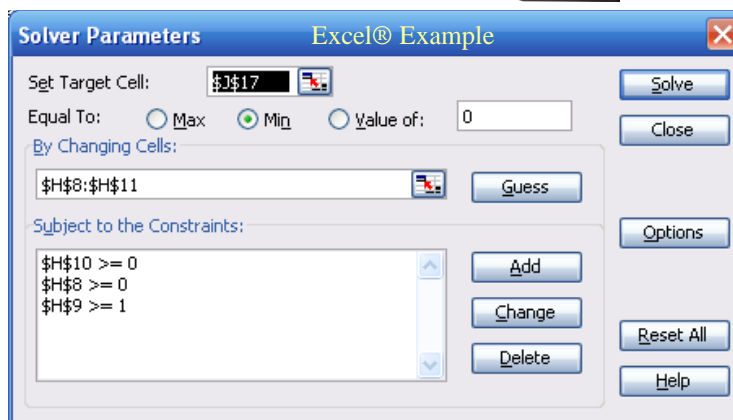 Solver Parameters Excel® Example
Set Target Cell: $J$17 Solve
Equal To: Max Min Value of: 0 Close
By Changing Cells:
$H$8:$H$11 Guess
Subject to the Constraints: Options
$H$10 >= 0 Add
$H$8 >= 0
$H$9 >= 1 Change
Reset All
Delete
Help